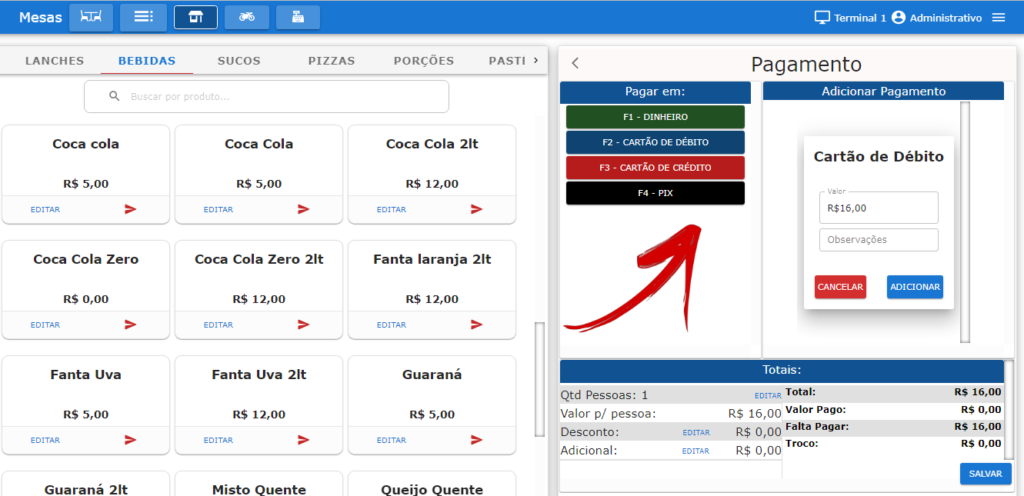 Mesas
Terminal 1 Administrativo
LANCHES BEBIDAS SUCOS PIZZAS PORÇÕES PASTI
Buscar por produto...
Coca cola
R$ 5,00
EDITAR
Coca Cola
R$ 5,00
EDITAR
Coca Cola 2lt
R$ 12,00
EDITAR
Coca Cola Zero
R$ 0,00
EDITAR
Coca Cola Zero 2lt
R$ 12,00
EDITAR
Fanta laranja 2lt
R$ 12,00
EDITAR
Fanta Uva
R$ 5,00
EDITAR
Fanta Uva 2lt
R$ 12,00
EDITAR
Guaraná
R$ 5,00
EDITAR
Guaraná 2lt
Misto Quente
Queijo Quente
Pagamento
Pagar em:
F1 - DINHEIRO
F2 - CARTÃO DE DÉBITO
F3 - CARTÃO DE CRÉDITO
F4 - PIX
Adicionar Pagamento
Cartão de Débito
Valor
R$16,00
Observações
CANCELAR ADICIONAR
Totais:
Qtd Pessoas: 1 EDITAR
Valor p/ pessoa: R$ 16,00
Desconto: EDITAR R$ 0,00
Adicional: EDITAR R$ 0,00
Total: R$ 16,00
Valor Pago: R$ 0,00
Falta Pagar: R$ 16,00
Troco: R$ 0,00
SALVAR